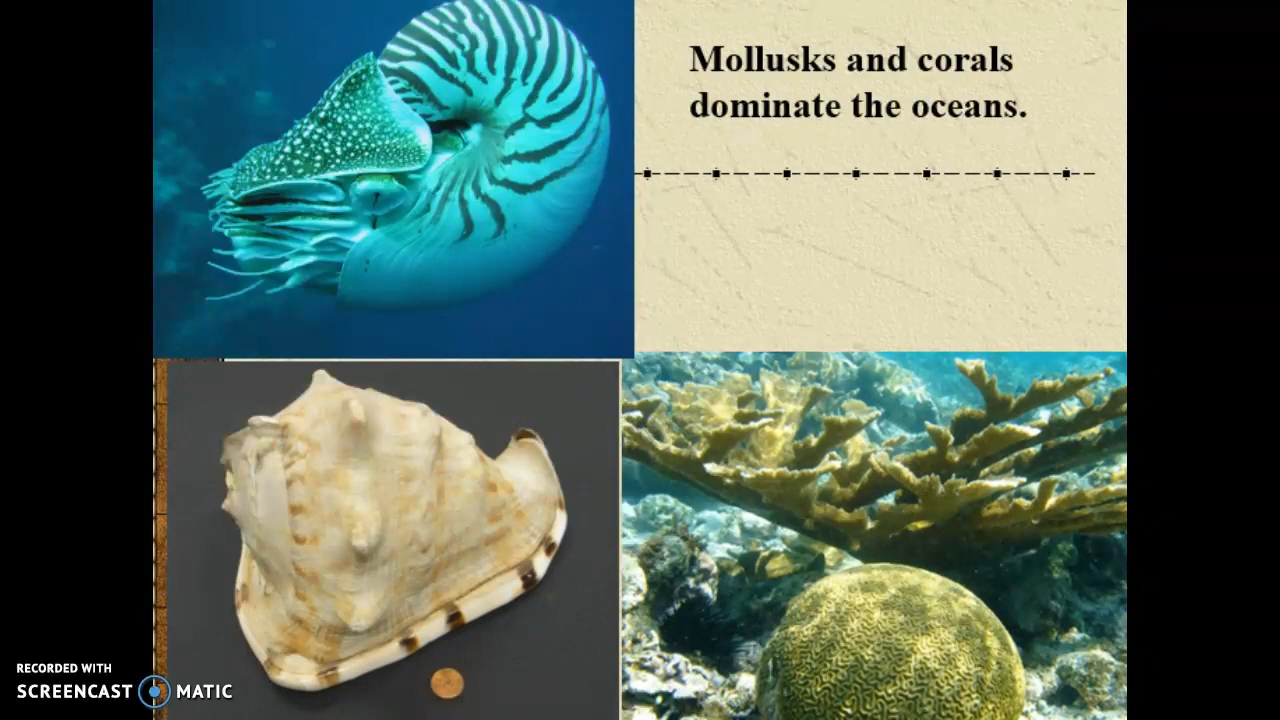 Mollusks and corals
dominate the oceans.
RECORDED WITH
SCREENCAST MATIC